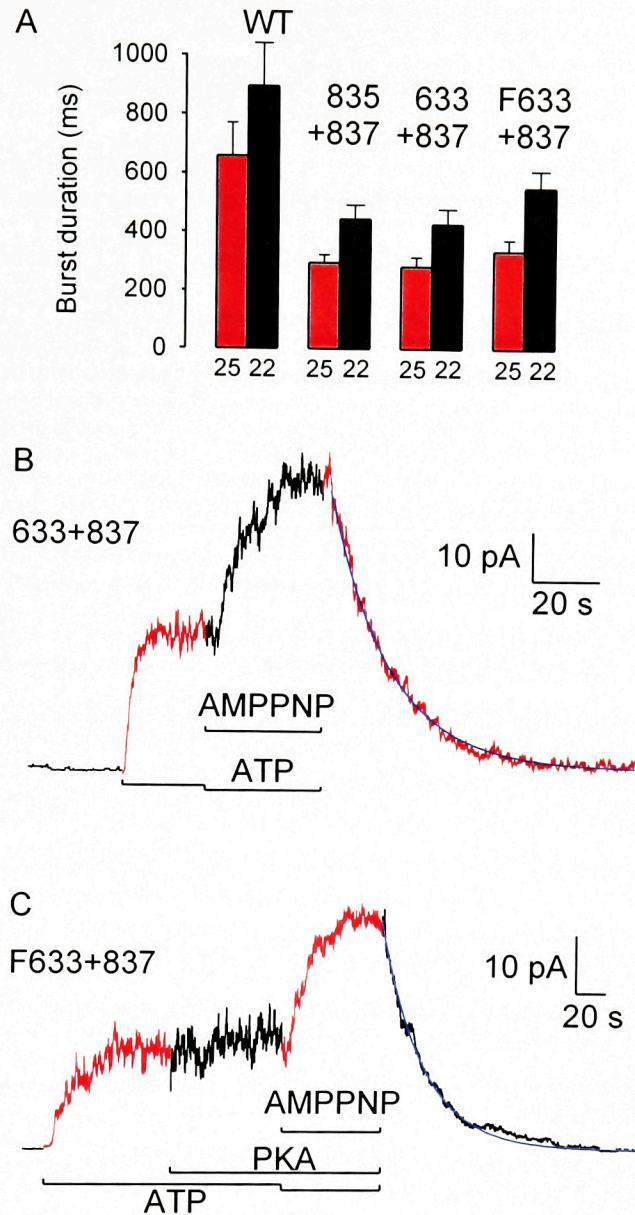 A
WT
Burst duration (ms)
1000
800
600
400
200
0
835 633 F633
+837 +837 +837
25 22 25 22 25 22 25 22
B
633+837
10 pA
20 s
AMPPNP
ATP
C
F633+837
10 pA
20 s
AMPPNP
PKA
ATP